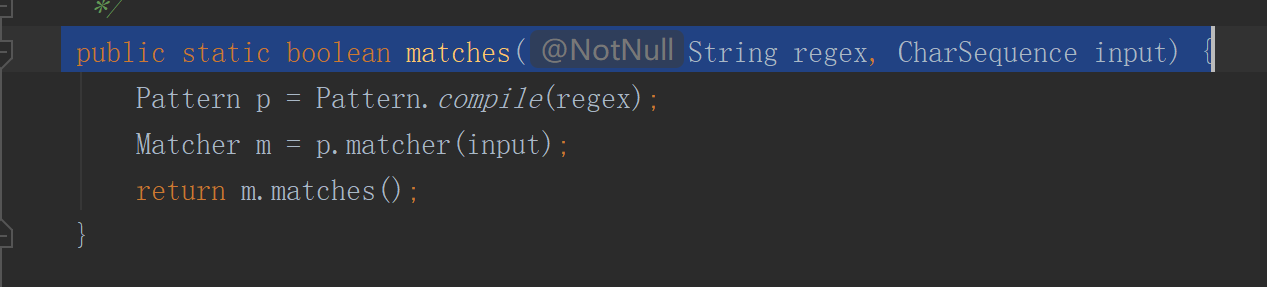 */
public static boolean matches( @NotNull String regex, CharSequence input) {
Pattern p = Pattern.compile(regex);
Matcher m = p.matcher(input);
return m.matches();
}